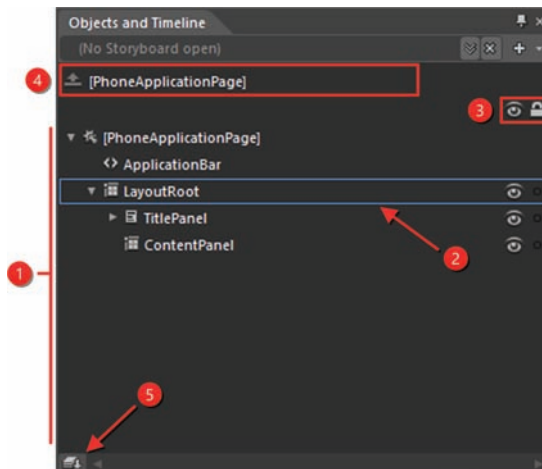 Objects and Timeline
(No Storyboard open)
4
[PhoneApplicationPage]
3
[PhoneApplicationPage]
ApplicationBar
LayoutRoot
TitlePanel
2
ContentPanel
1
5